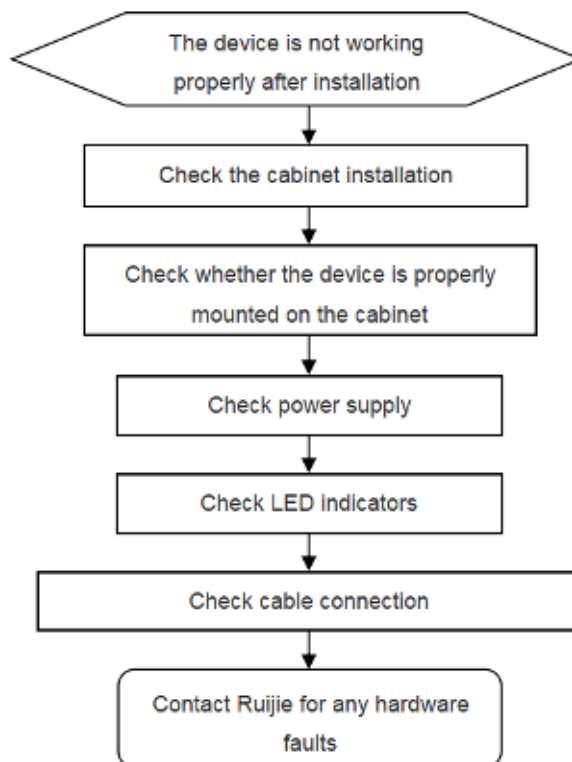 The device is not working
properly after installation
Check the cabinet installation
Check whether the device is properly
mounted on the cabinet
Check power supply
Check LED indicators
Check cable connection
Contact Ruijie for any hardware
faults